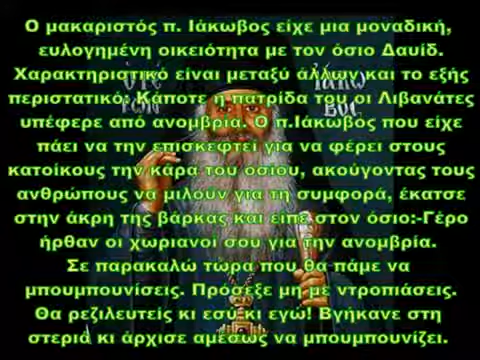 Ο μακαριστός π. Ιάκωβος είχε μια μοναδική,
ευλογημένη οικειότητα με τον όσιο Δαυίδ.
Χαρακτηριστικό είναι μεταξύ άλλων και το εξής
περιστατικό: Κάποτε η πατρίδα του οι Λιβανάτες
υπέφερε από ανομβρία. Ο π.Ιάκωβος που είχε
πάει να την επισκεφτεί για να φέρει στους
κατοίκους την κάρα του οσίου, ακούγοντας τους
ανθρώπους να μιλούν για τη συμφορά, έκατσε
στην άκρη της βάρκας και είπε στον όσιο:-Γέρο
ήρθαν οι χωριανοί σου για την ανομβρία.
Σε παρακαλώ τώρα που θα πάμε να
μπουμπουνίσεις. Πρόσεξε μη με ντροπιάσεις.
Θα ρεζιλευτείς κι εσύ κι εγώ! Βγήκανε στη
στεριά κι άρχισε αμέσως να μπουμπουνίζει.